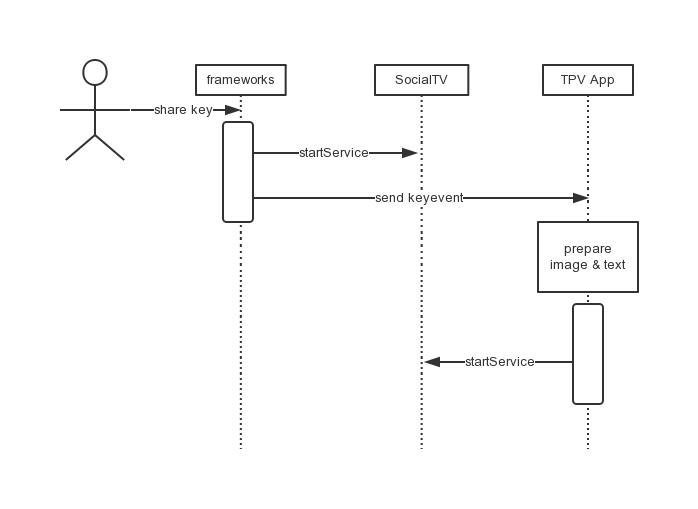 frameworks
SocialTV
TPV App
share key
startService
send keyevent
prepare
image & text
startService